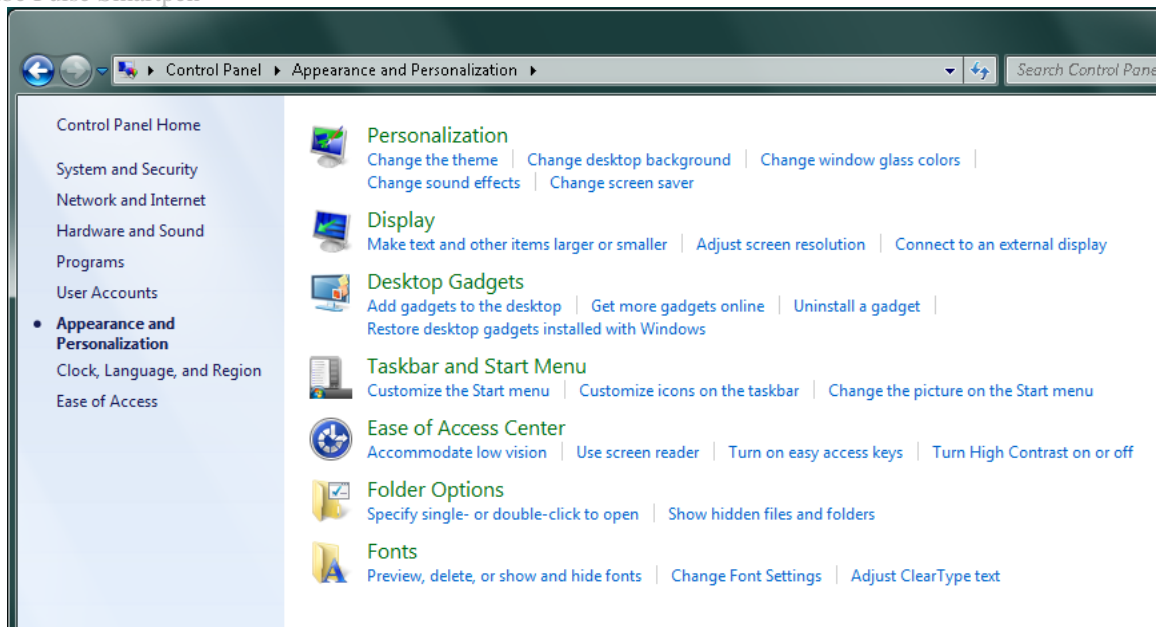 Control Panel Appearance and Personalization Search Control Pane
Control Panel Home
System and Security
Network and Internet
Hardware and Sound
Programs
User Accounts
Appearance and
Personalization
Clock, Language, and Region
Ease of Access
Personalization
Change the theme Change desktop background Change window glass colors
Change sound effects Change screen saver
Display
Make text and other items larger or smaller Adjust screen resolution Connect to an external display
Desktop Gadgets
Add gadgets to the desktop Get more gadgets online Uninstall a gadget
Restore desktop gadgets installed with Windows
Taskbar and Start Menu
Customize the Start menu Customize icons on the taskbar Change the picture on the Start menu
Ease of Access Center
Accommodate low vision Use screen reader Turn on easy access keys Turn High Contrast on or off
Folder Options
Specify single- or double-click to open Show hidden files and folders
Fonts
Preview, delete, or show and hide fonts Change Font Settings Adjust ClearType text